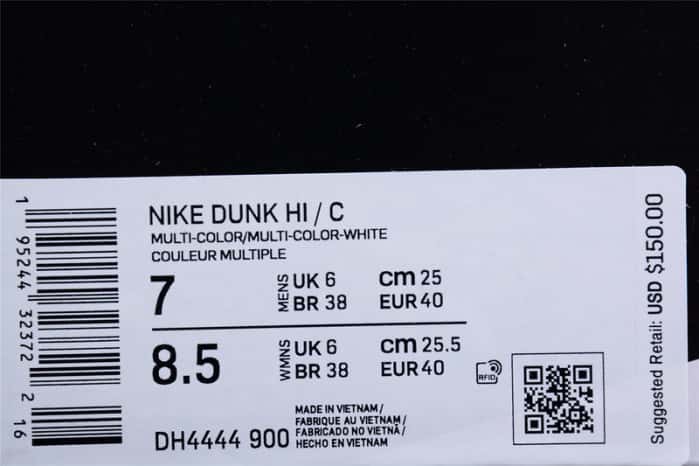 NIKE DUNK HI / C
MULTI-COLOR/MULTI-COLOR-WHITE
COULEUR MULTIPLE
7
MENS
UK 6
cm 25
BR 38
EUR 40
8.5
WMNS
UK 6
cm 25.5
BR 38
EUR 40
RFID
DH4444 900
MADE IN VIETNAM /
FABRIQUE AU VIETNAM /
FABRICADO NO VIETNÃ /
HECHO EN VIETNAM
1 95244 32372 2 16
Suggested Retail: USD $150.00